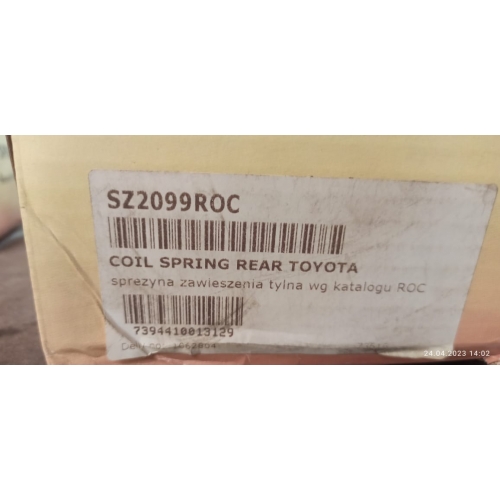 SZ2099ROC
COIL SPRING REAR TOYOTA
sprezyna zawieszenia tylna wg katalogu ROC
7394410013129
24.04.2023 14:02